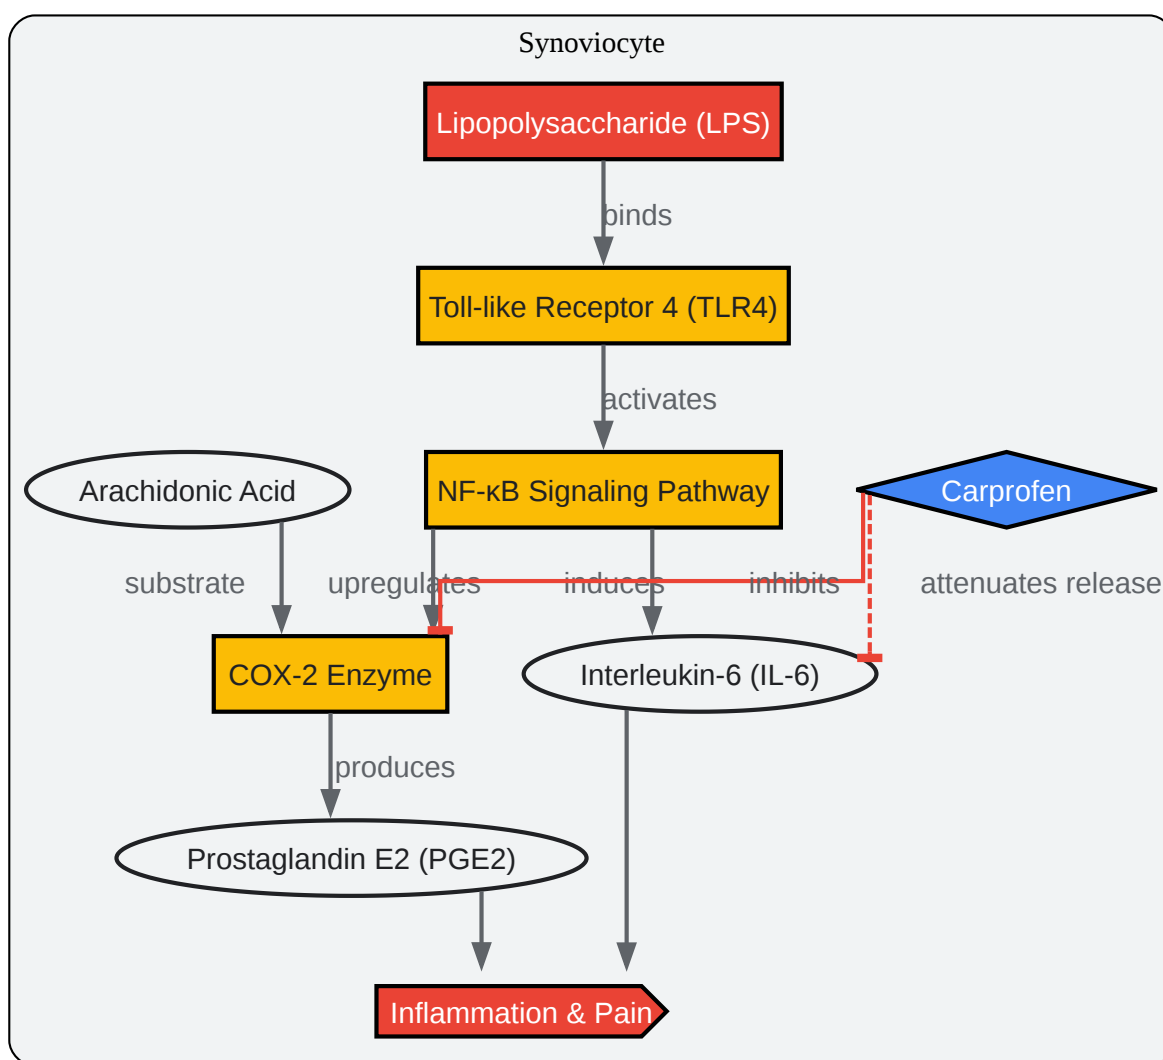 Synoviocyte
Lipopolysaccharide (LPS)
binds
Toll-like Receptor 4 (TLR4)
activates
Arachidonic Acid
NF-κB Signaling Pathway
Carprofen
substrate
upregulates
induces
inhibits
attenuates release
COX-2 Enzyme
Interleukin-6 (IL-6)
produces
Prostaglandin E2 (PGE2)
Inflammation & Pain